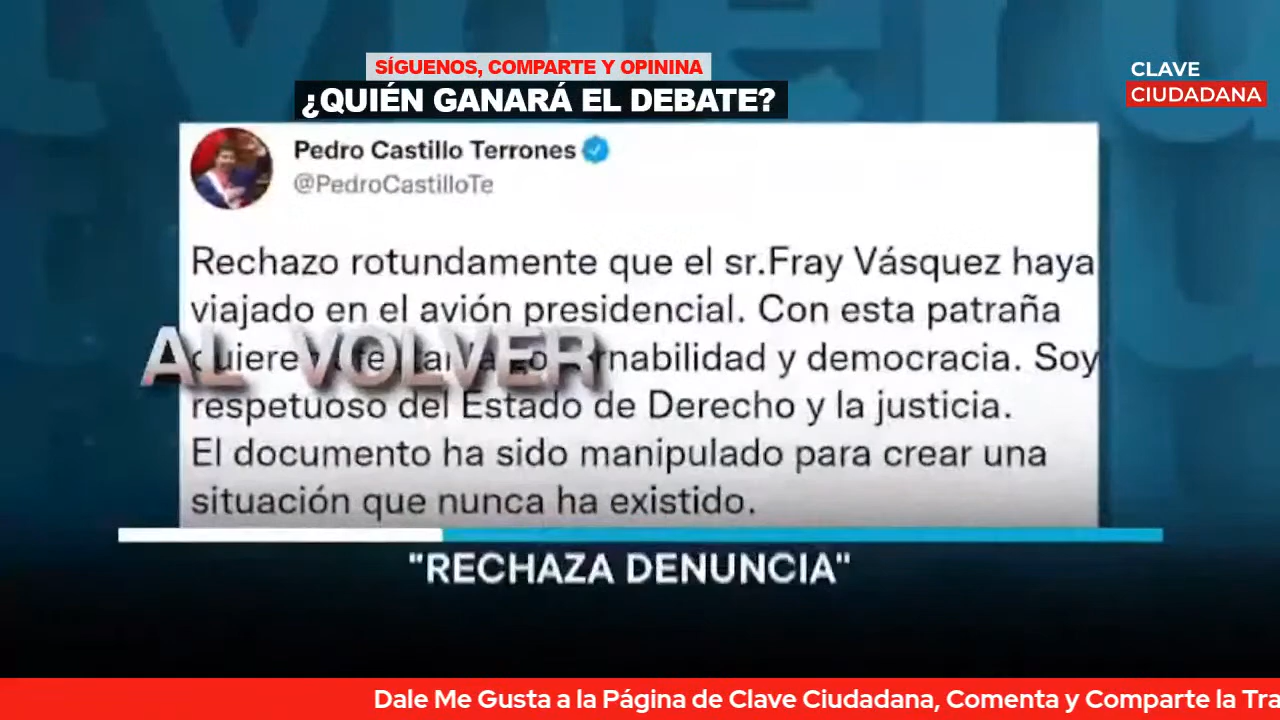 SÍGUENOS, COMPARTE Y OPININA
¿QUIÉN GANARÁ EL DEBATE?
CLAVE
CIUDADANA
Pedro Castillo Terrones
@PedroCastilloTe
Rechazo rotundamente que el sr.Fray Vásquez haya
viajado en el avión presidencial. Con esta patraña
y democracia. Soy
AL VOLVER
respetuoso del Estado de Derecho y la justicia.
El documento ha sido manipulado para crear una
situación que nunca ha existido.
"RECHAZA DENUNCIA"
Dale Me Gusta a la Página de Clave Ciudadana, Comenta y Comparte la Tra